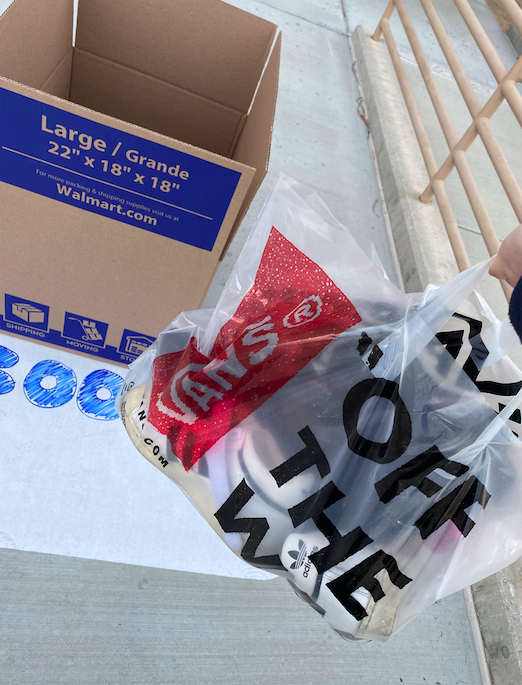 Large / Grande
22" x 18" x 18"
For more packing & shipping supplies visit us at
Walmart.com
SHIPPING
MOVING
VANS®
"OFF
THE
W
adidas